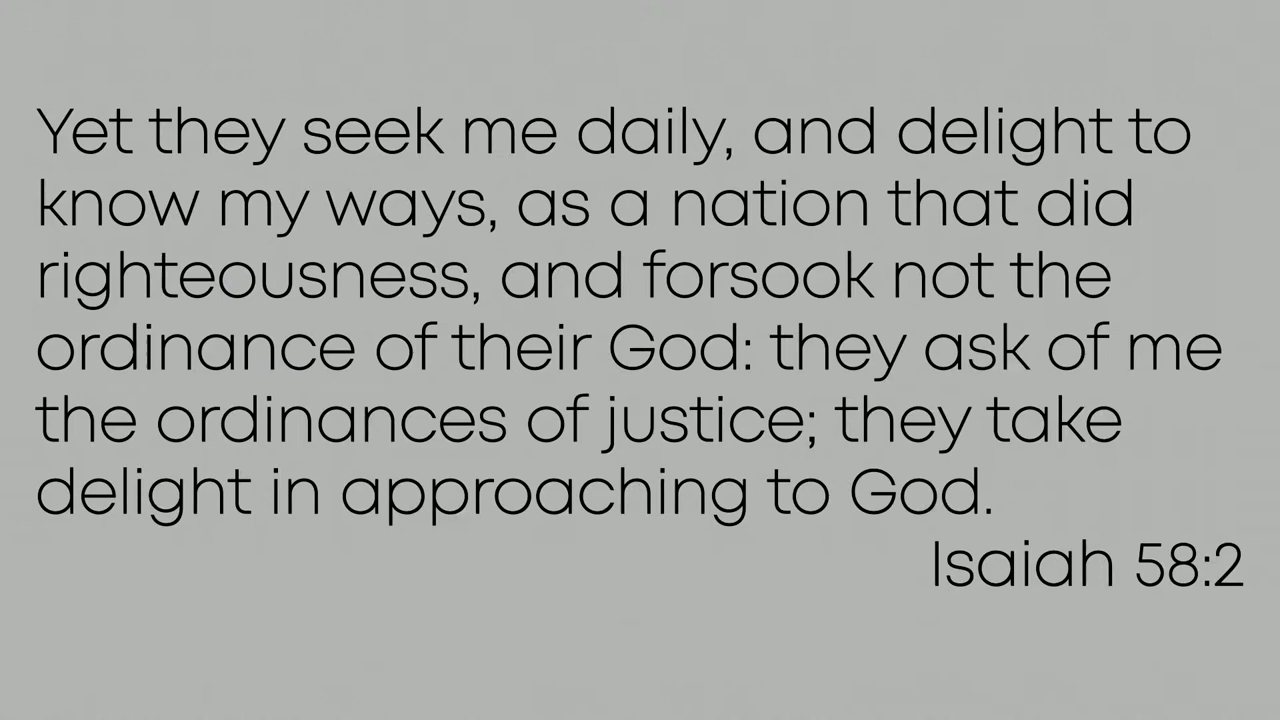 Yet they seek me daily, and delight to
know my ways, as a nation that did
righteousness, and forsook not the
ordinance of their God: they ask of me
the ordinances of justice; they take
delight in approaching to God.
Isaiah 58:2